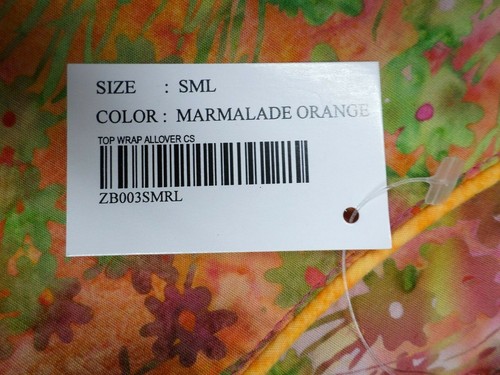 SIZE : SML
COLOR : MARMALADE ORANGE
TOP WRAP ALLOVER CS
ZB003SMRL